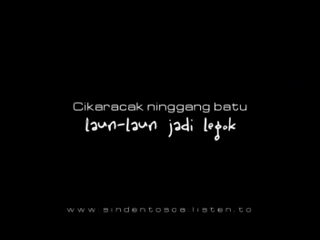 Cikaracak ninggang batu
laun-laun jadi legok
www.sindentosca.listen.to